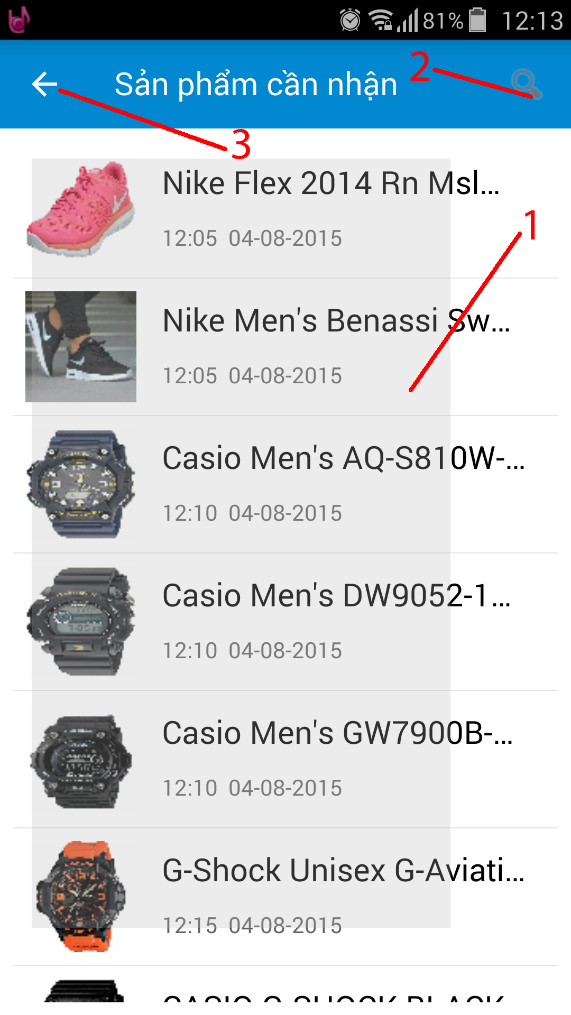 81% 12:13
Sản phẩm cần nhận
2
3
Nike Flex 2014 Rn Msl...
12:05 04-08-2015
1
Nike Men's Benassi Sw...
12:05 04-08-2015
Casio Men's AQ-S810W-...
12:10 04-08-2015
Casio Men's DW9052-1...
12:10 04-08-2015
Casio Men's GW7900B-...
12:10 04-08-2015
G-Shock Unisex G-Aviati...
12:15 04-08-2015
CASIO G SHOCK BLACK